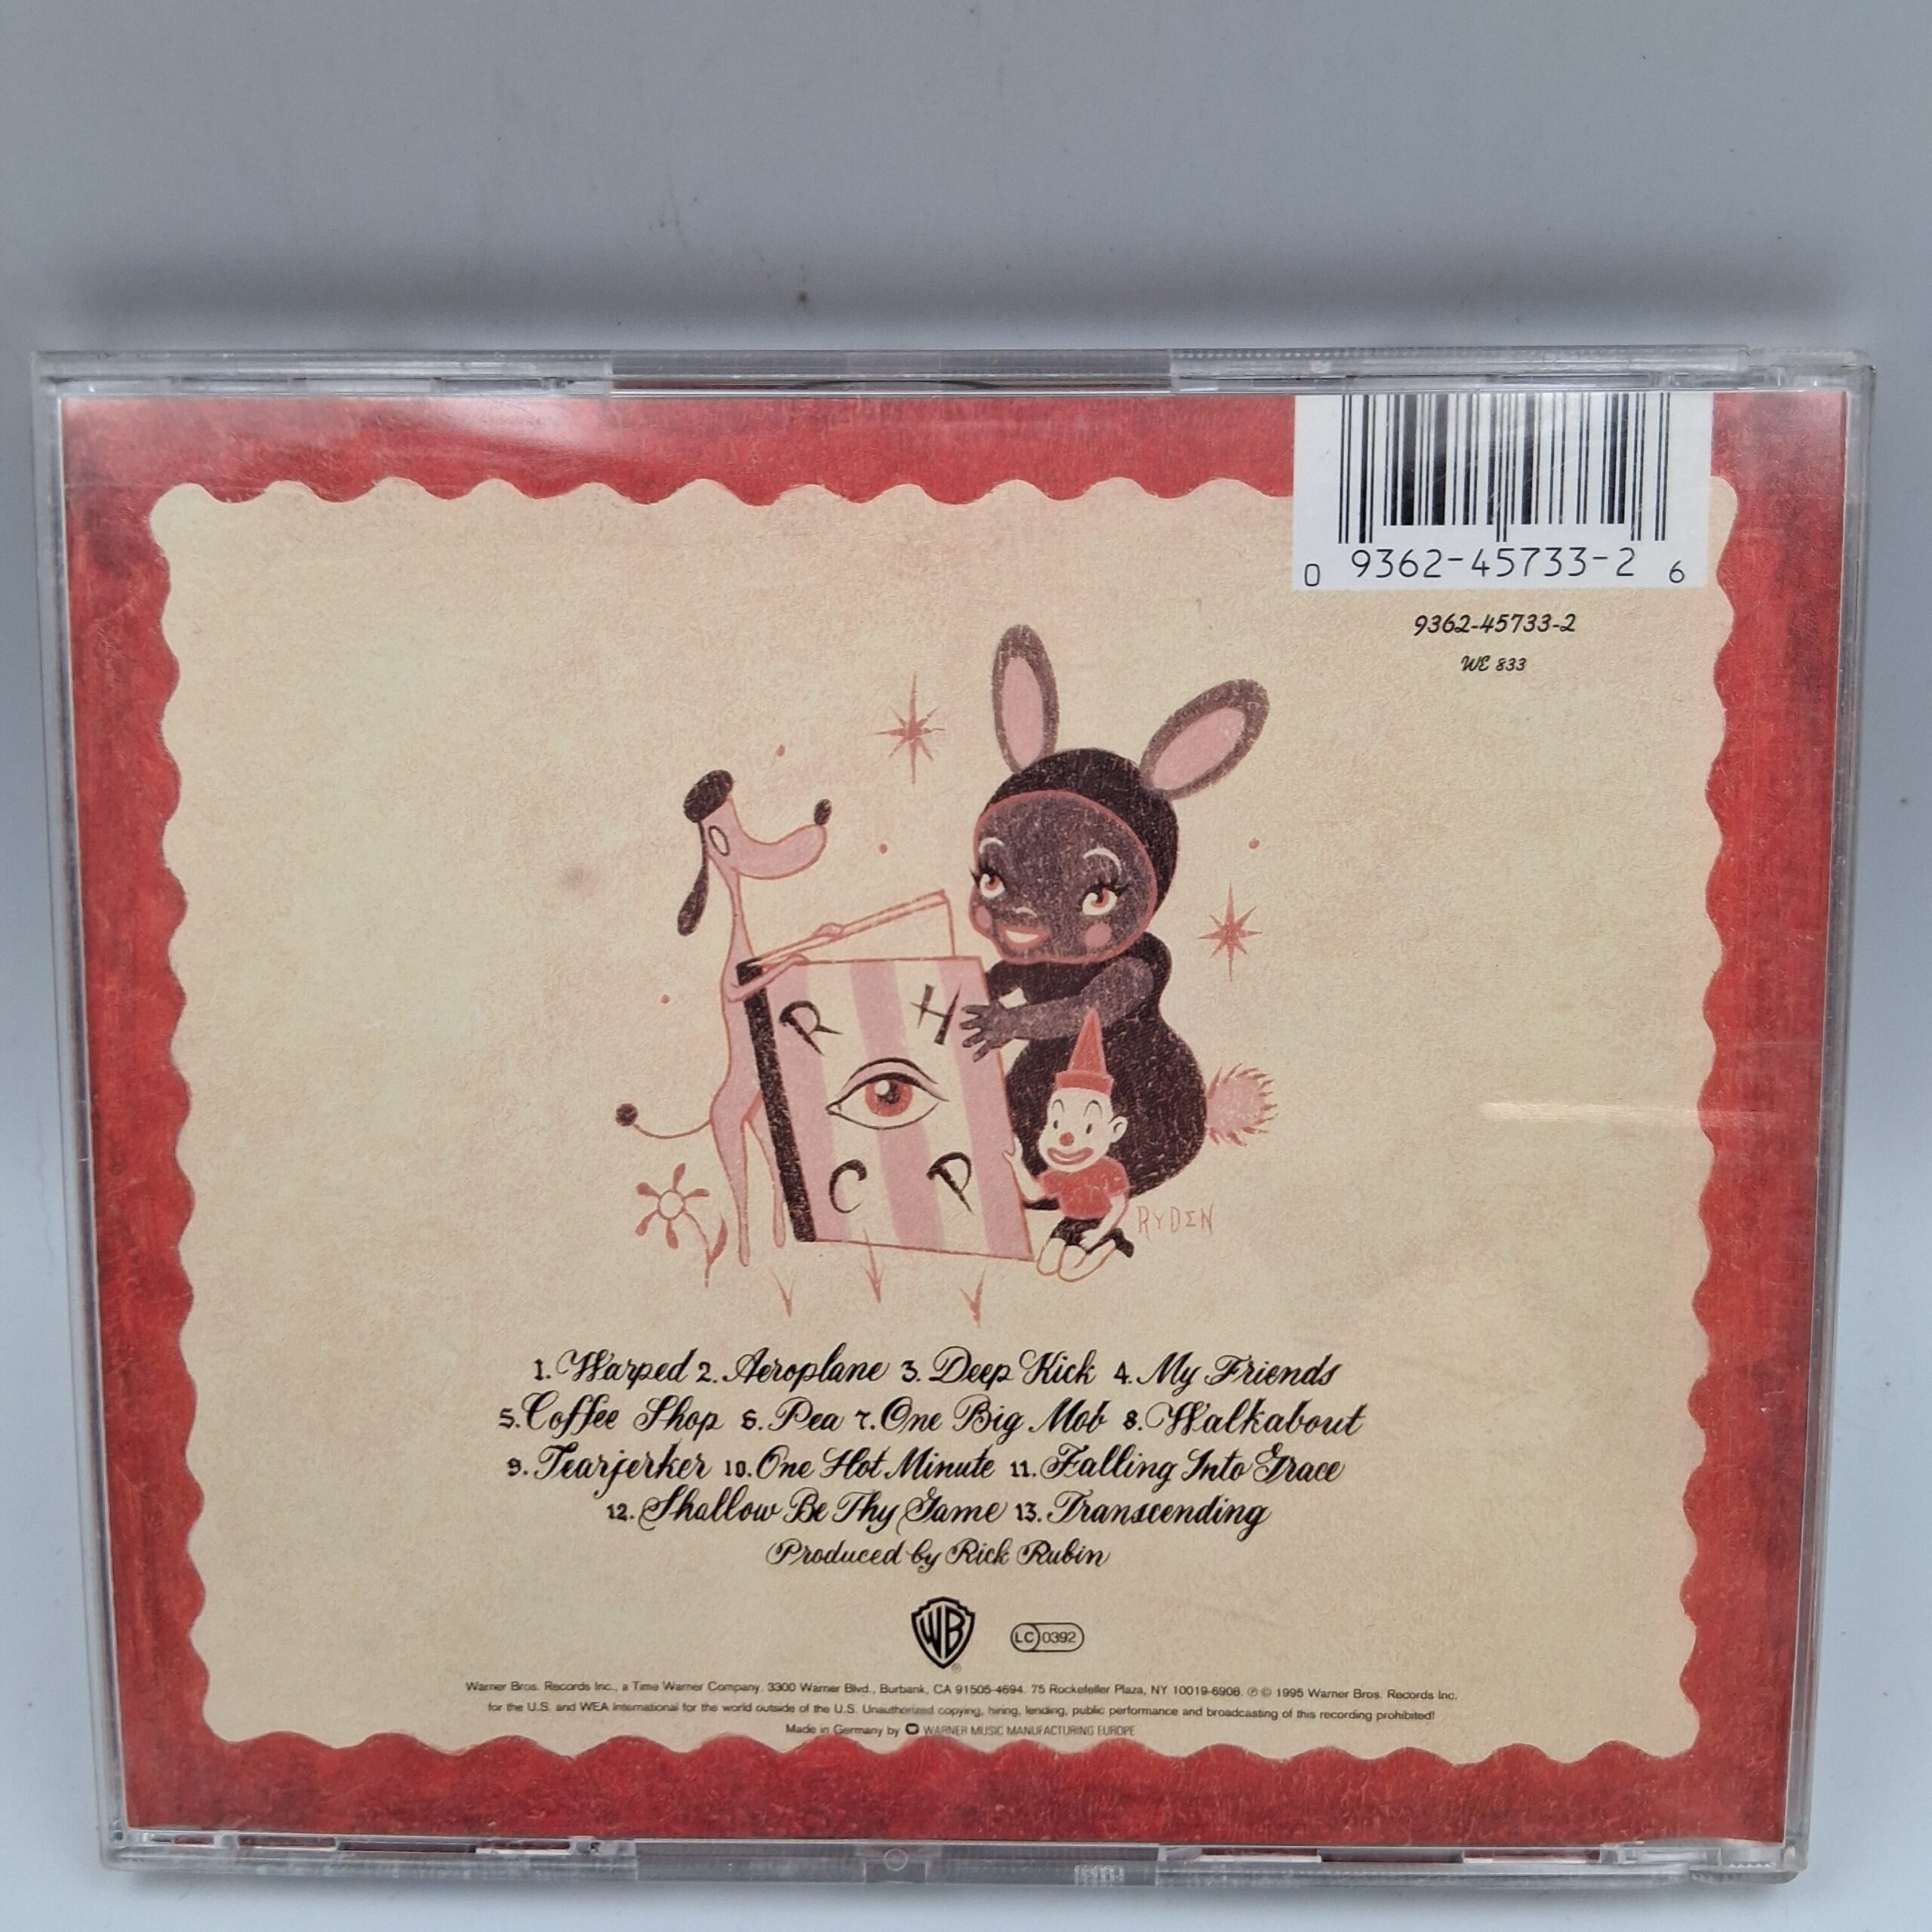 0 9362-45733-2 6
9362-45733-2
WE 833
R H
C P
RYDEN
1. Warped 2. Aeroplane 3. Deep Kick 4. My Friends
5. Coffee Shop 6. Pea 7. One Big Mob 8. Walkabout
9. Tearjerker 10. One Hot Minute 11. Falling Into Grace
12. Shallow Be Thy Game 13. Transcending
Produced by Rick Rubin
WB LC 0392
Warner Bros. Records Inc., a Time Warner Company. 3300 Warner Blvd., Burbank, CA 91505-4694. 75 Rockefeller Plaza, NY 10019-6908. ℗ © 1995 Warner Bros. Records Inc.
for the U.S. and WEA International for the world outside of the U.S. Unauthorized copying, hiring, lending, public performance and broadcasting of this recording prohibited!
Made in Germany by WARNER MUSIC MANUFACTURING EUROPE